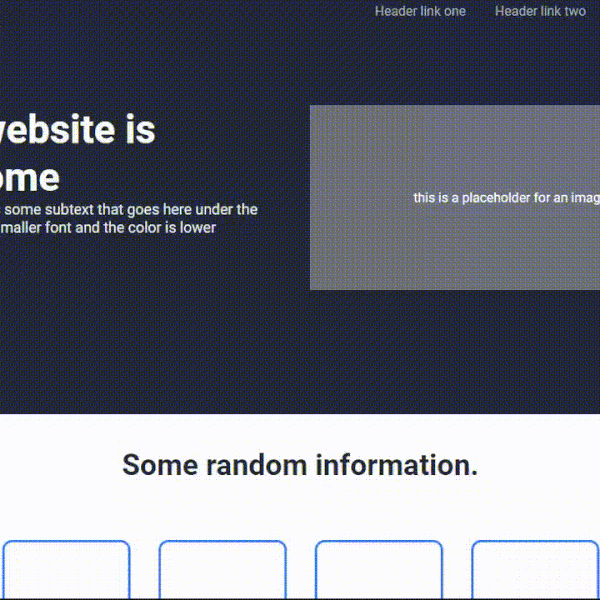 Header link one Header link two
website is
ome
some subtext that goes here under the
maller font and the color is lower
this is a placeholder for an imag
Some random information.